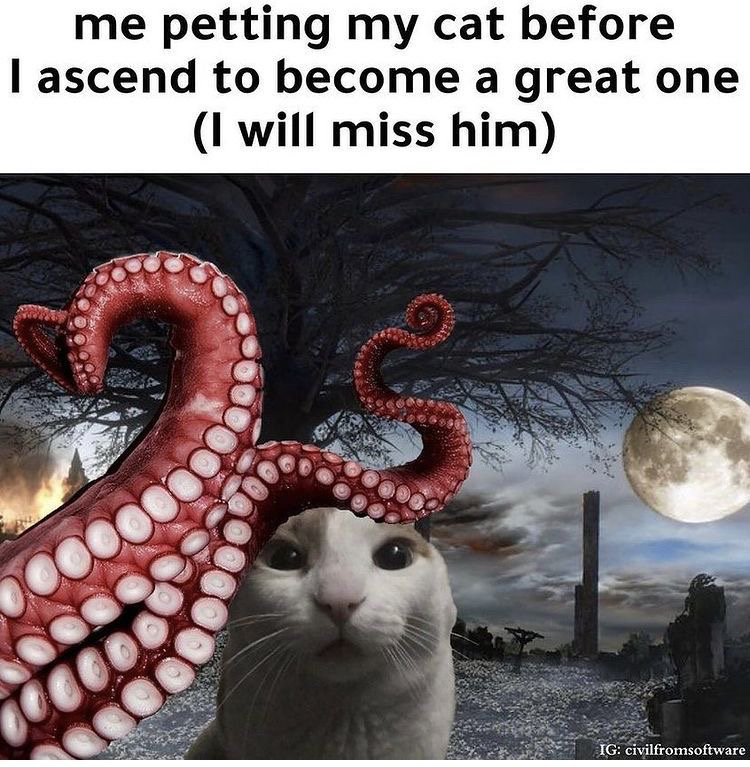 me petting my cat before
I ascend to become a great one
(I will miss him)
IG: civilfromsoftware